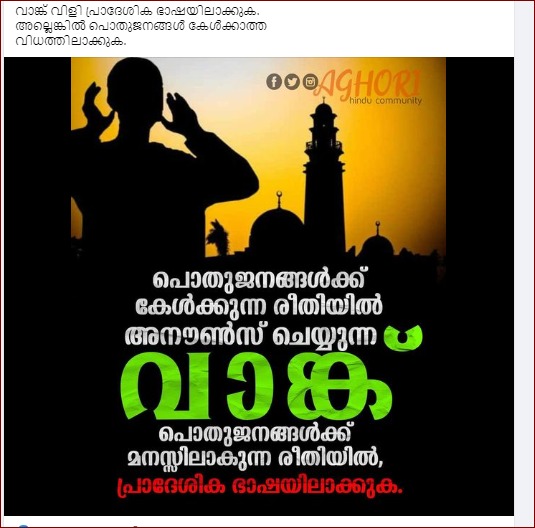 വാങ്ക് വിളി പ്രാദേശിക ഭാഷയിലാക്കുക.
അല്ലെങ്കിൽ പൊതുജനങ്ങൾ കേൾക്കാത്ത
വിധത്തിലാക്കുക.
AGHORI
hindu community
പൊതുജനങ്ങൾക്ക്
കേൾക്കുന്ന രീതിയിൽ
അനൗൺസ് ചെയ്യുന്ന
വാങ്ക്
പൊതുജനങ്ങൾക്ക്
മനസ്സിലാകുന്ന രീതിയിൽ,
പ്രാദേശിക ഭാഷയിലാക്കുക.